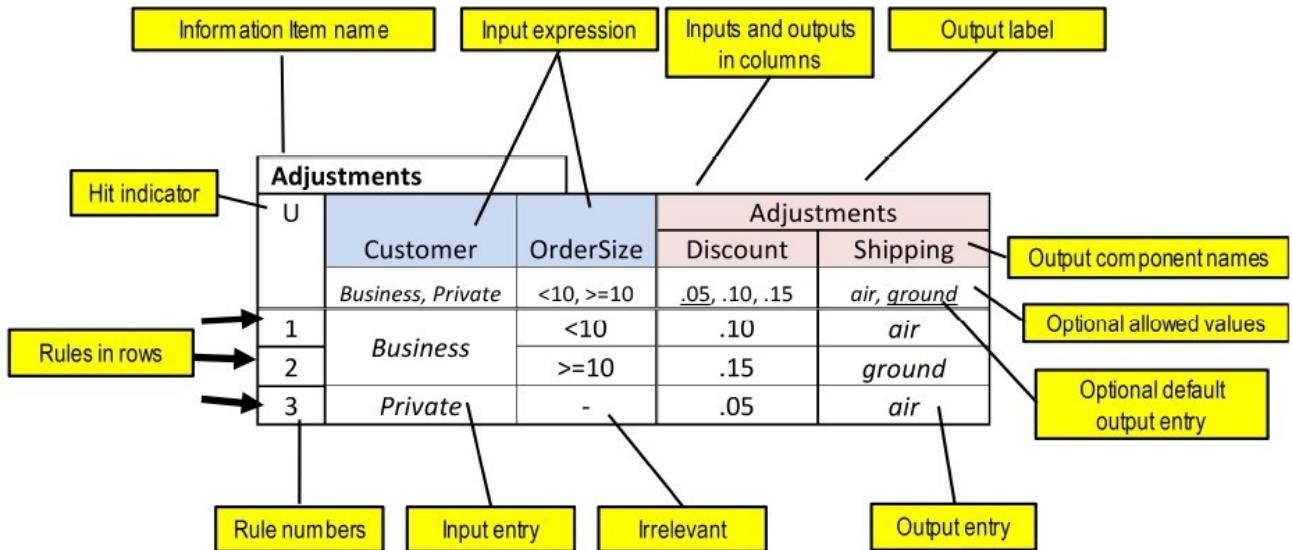 Information Item name
Input expression
Inputs and outputs
in columns
Output label
Adjustments
Hit indicator
U
Adjustments
Customer
OrderSize
Discount
Shipping
Output component names
Business, Private
<10, >=10
.05, .10, .15
air, ground
Optional allowed values
Rules in rows
1
Business
<10
.10
air
2
>=10
.15
ground
Optional default
output entry
3
Private
-
.05
air
Rule numbers
Input entry
Irrelevant
Output entry